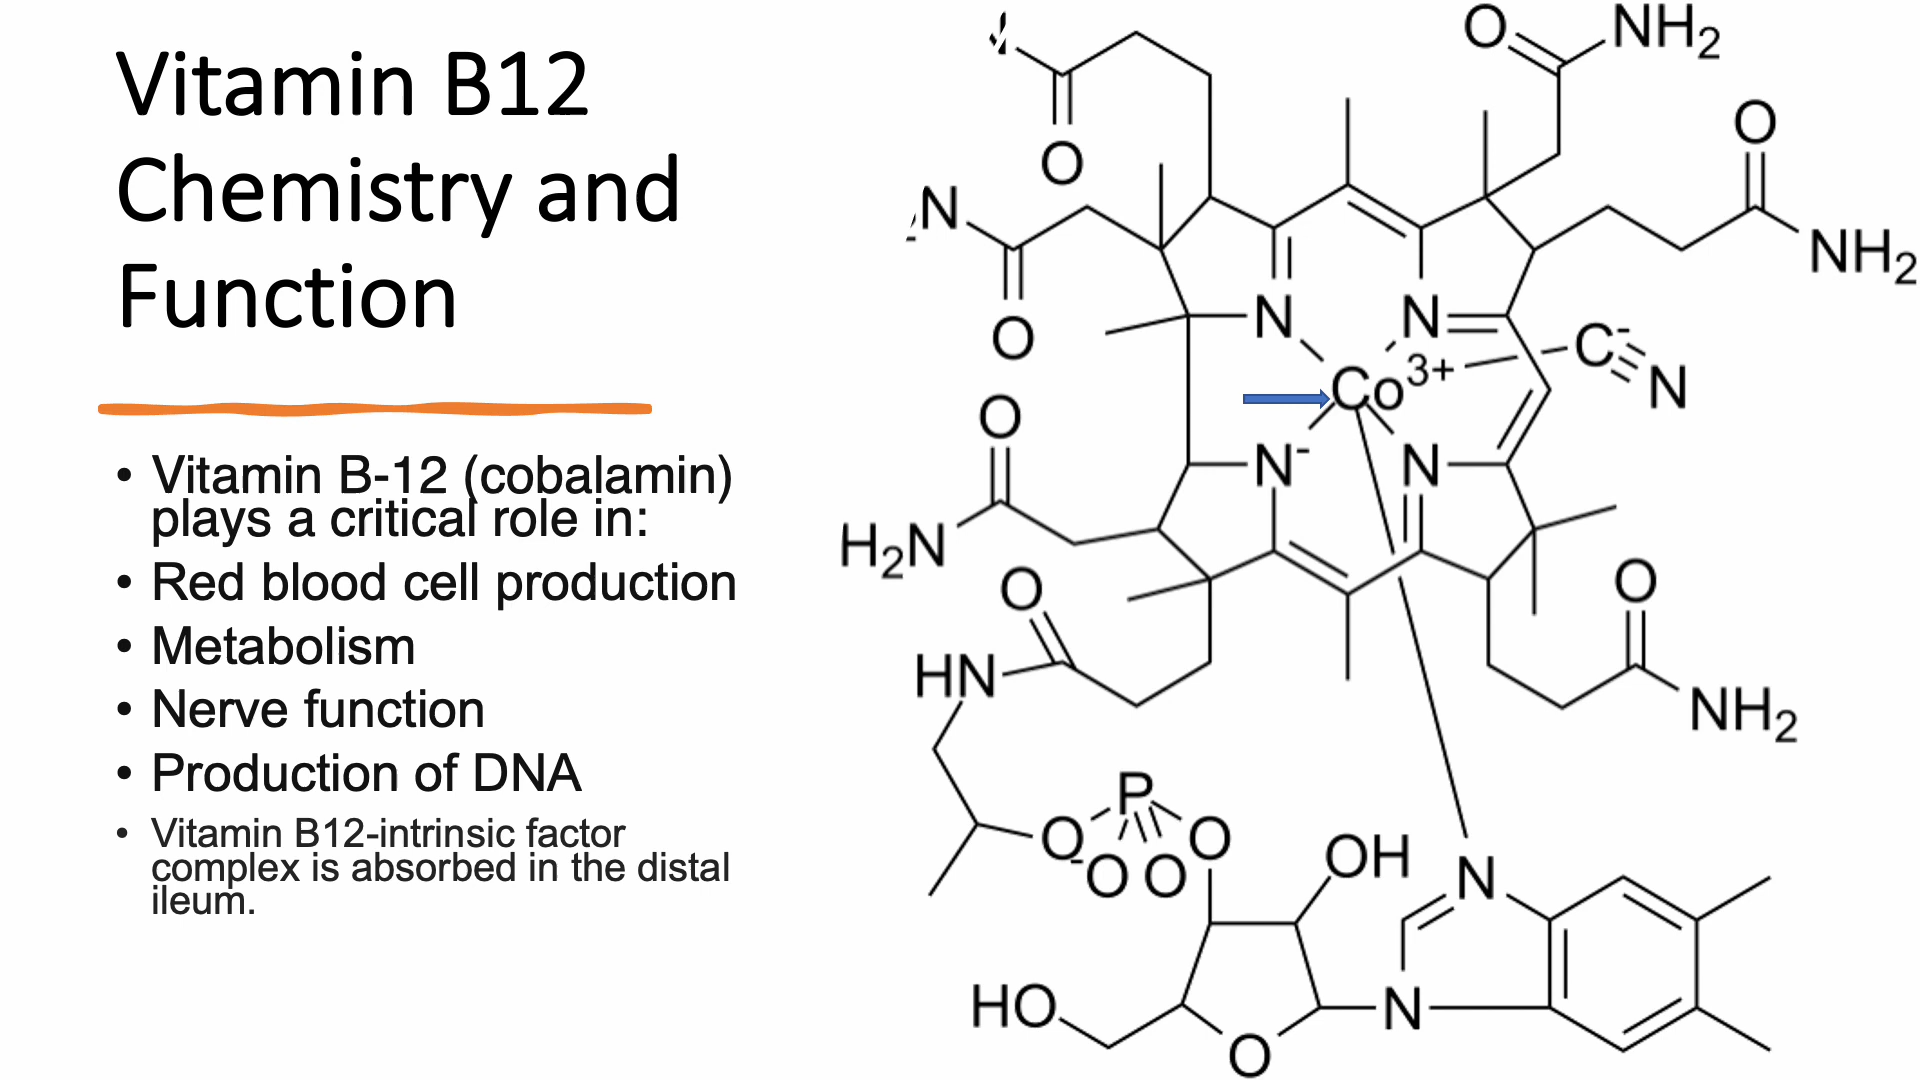 Vitamin B12
Chemistry and
Function
• Vitamin B-12 (cobalamin)
plays a critical role in:
• Red blood cell production
• Metabolism
• Nerve function
• Production of DNA
• Vitamin B12-intrinsic factor
complex is absorbed in the distal
ileum.
O NH2
O
O
N
NH2
O
N N
C-
N
Co3+
O
N- N
H2N
O
O
HN
NH2
P
O O
-O O
OH
N
HO
N
O